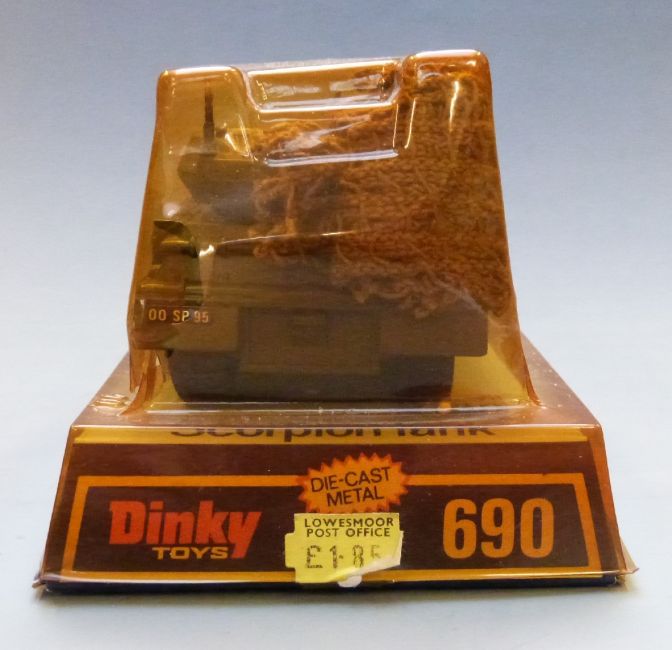 00 SP 95
Scorpion Tank
DIE-CAST
METAL
Dinky
TOYS
690
LOWESMOOR
POST OFFICE
£1·85